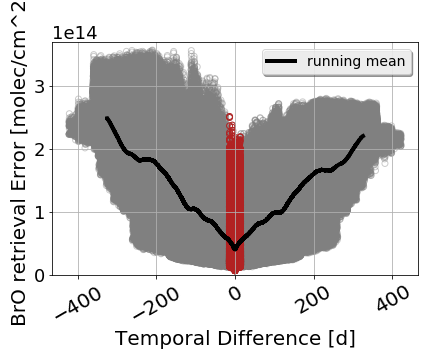 1e14
running mean
BrO retrieval Error [molec/cm^2
3
2
1
0
−400
−200
0
200
400
Temporal Difference [d]